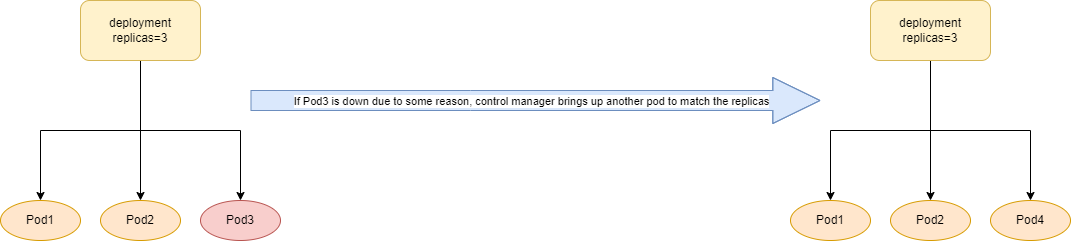 deployment
replicas=3
deployment
replicas=3
If Pod3 is down due to some reason, control manager brings up another pod to match the replicas
Pod1
Pod2
Pod3
Pod1
Pod2
Pod4